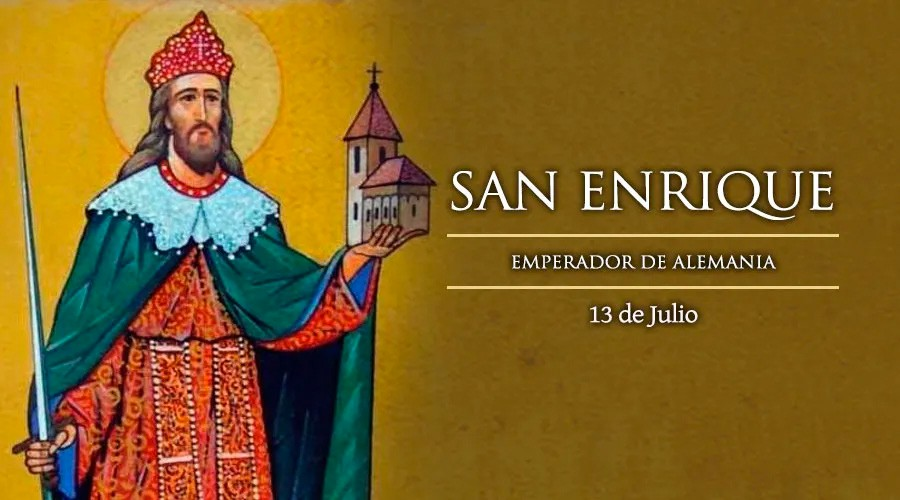 SAN ENRIQUE
EMPERADOR DE ALEMANIA
13 de Julio